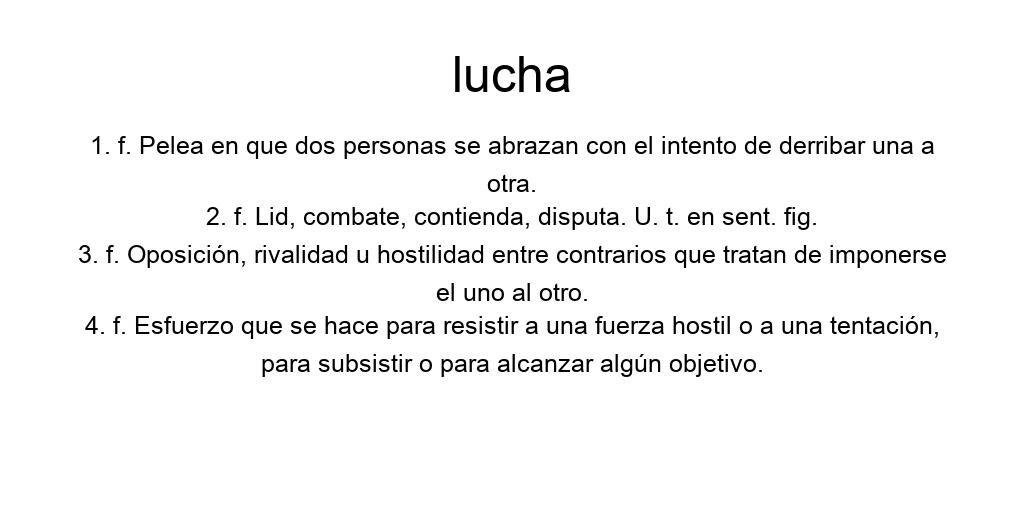 lucha
1. f. Pelea en que dos personas se abrazan con el intento de derribar una a
otra.
2. f. Lid, combate, contienda, disputa. U. t. en sent. fig.
3. f. Oposición, rivalidad u hostilidad entre contrarios que tratan de imponerse
el uno al otro.
4. f. Esfuerzo que se hace para resistir a una fuerza hostil o a una tentación,
para subsistir o para alcanzar algún objetivo.